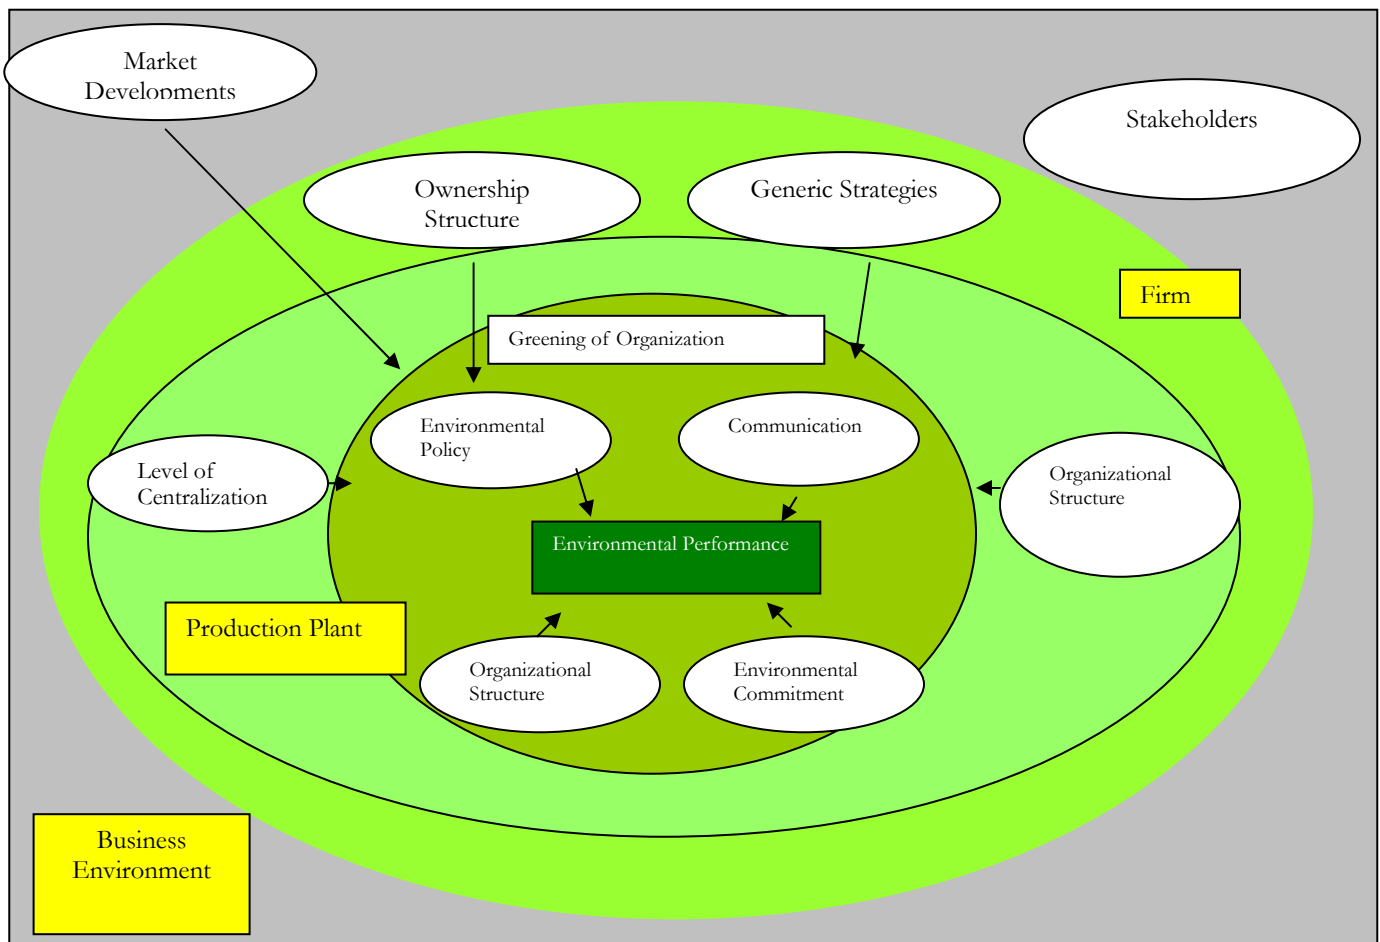 Market
Developments
Stakeholders
Ownership
Structure
Generic Strategies
Firm
Greening of Organization
Environmental
Policy
Communication
Level of
Centralization
Organizational
Structure
Environmental Performance
Production Plant
Organizational
Structure
Environmental
Commitment
Business
Environment